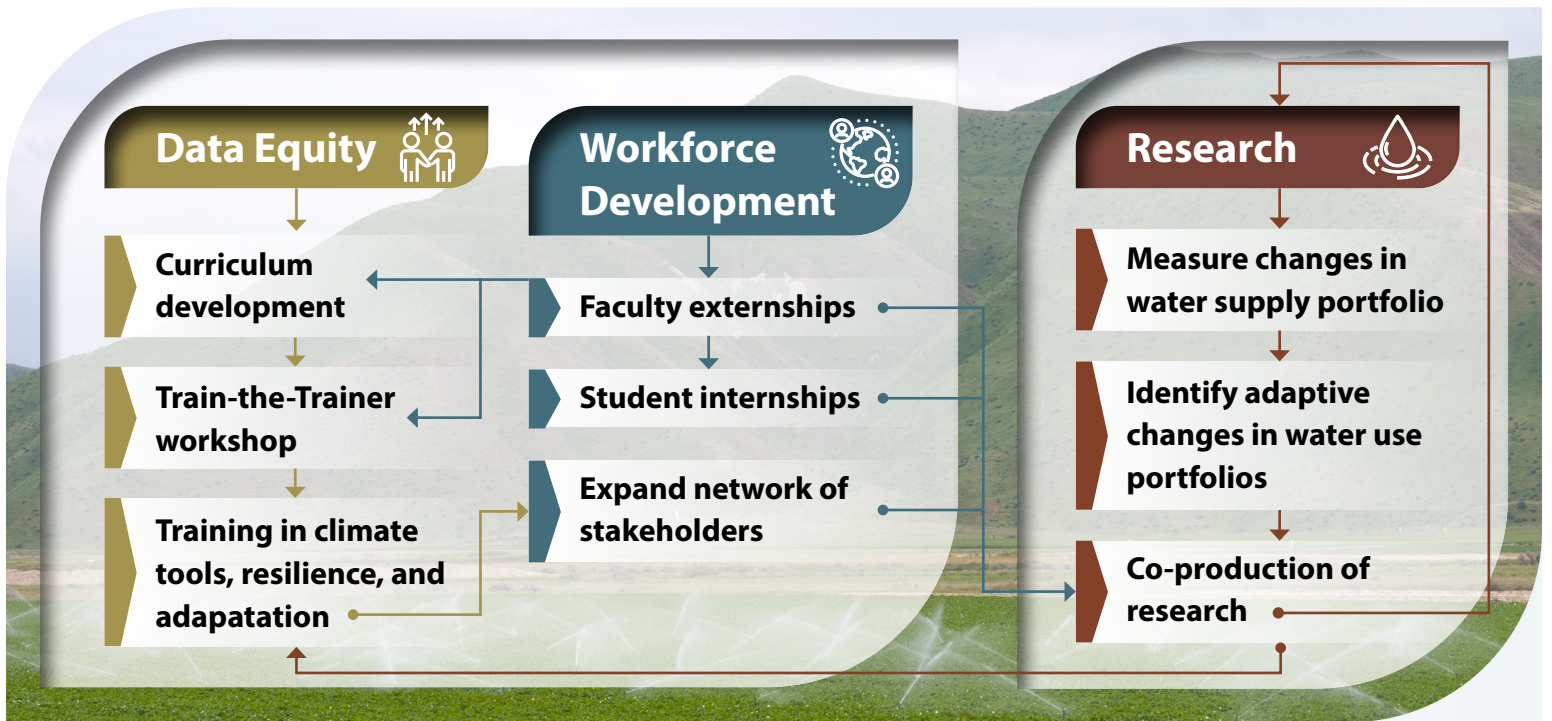 Data Equity
Curriculum
development
Train-the-Trainer
workshop
Training in climate
tools, resilience, and
adapatation
Workforce
Development
Faculty externships
Student internships
Expand network of
stakeholders
Research
Measure changes in
water supply portfolio
Identify adaptive
changes in water use
portfolios
Co-production of
research